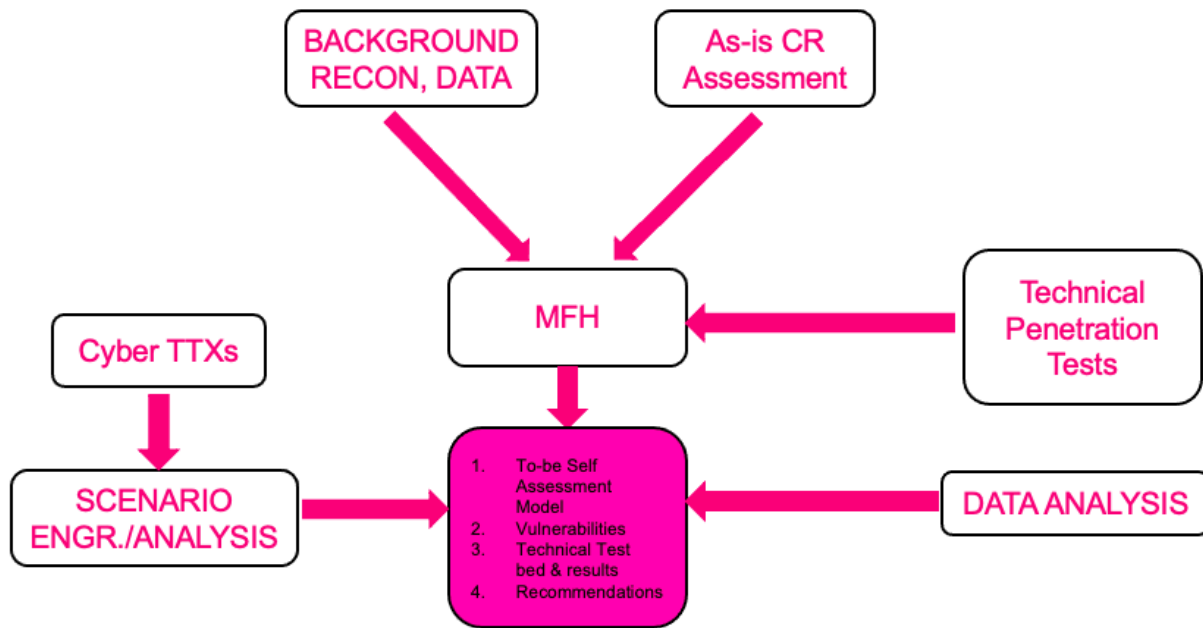 BACKGROUND
RECON, DATA
As-is CR
Assessment
MFH
Technical
Penetration
Tests
Cyber TTXs
SCENARIO
ENGR./ANALYSIS
1. To-be Self
Assessment
Model
2. Vulnerabilities
3. Technical Test
bed & results
4. Recommendations
DATA ANALYSIS